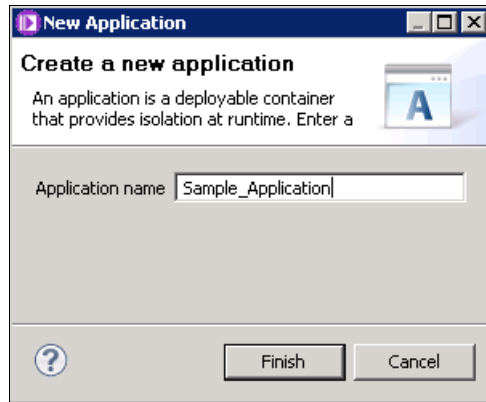 New Application
Create a new application
An application is a deployable container
that provides isolation at runtime. Enter a
A
Application name Sample_Application
?
Finish Cancel